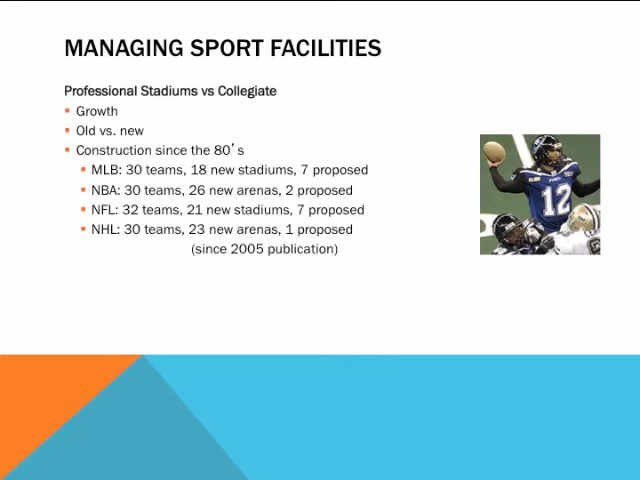 MANAGING SPORT FACILITIES
Professional Stadiums vs Collegiate
Growth
Old vs. new
Construction since the 80's
MLB: 30 teams, 18 new stadiums, 7 proposed
NBA: 30 teams, 26 new arenas, 2 proposed
NFL: 32 teams, 21 new stadiums, 7 proposed
NHL: 30 teams, 23 new arenas, 1 proposed
(since 2005 publication)
12